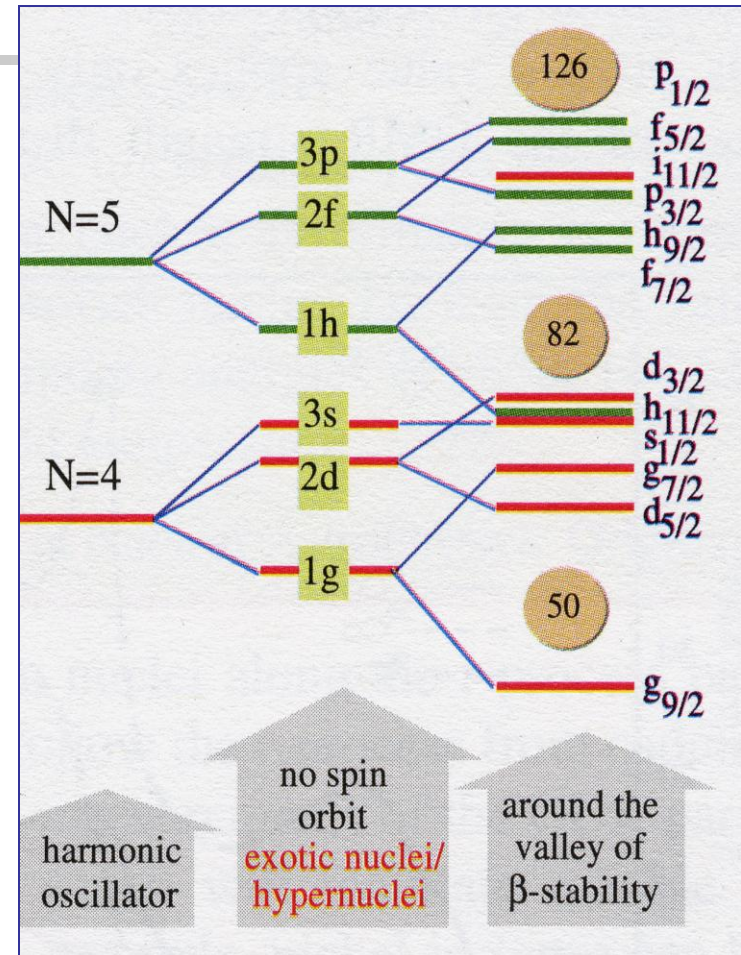 126
p1/2
f5/2
3p
i11/2
p3/2
N=5
2f
h9/2
f7/2
1h
82
d3/2
3s
h11/2
s1/2
N=4
2d
g7/2
d5/2
1g
50
g9/2
harmonic
oscillator
no spin
orbit
exotic nuclei/
hypernuclei
around the
valley of
β-stability